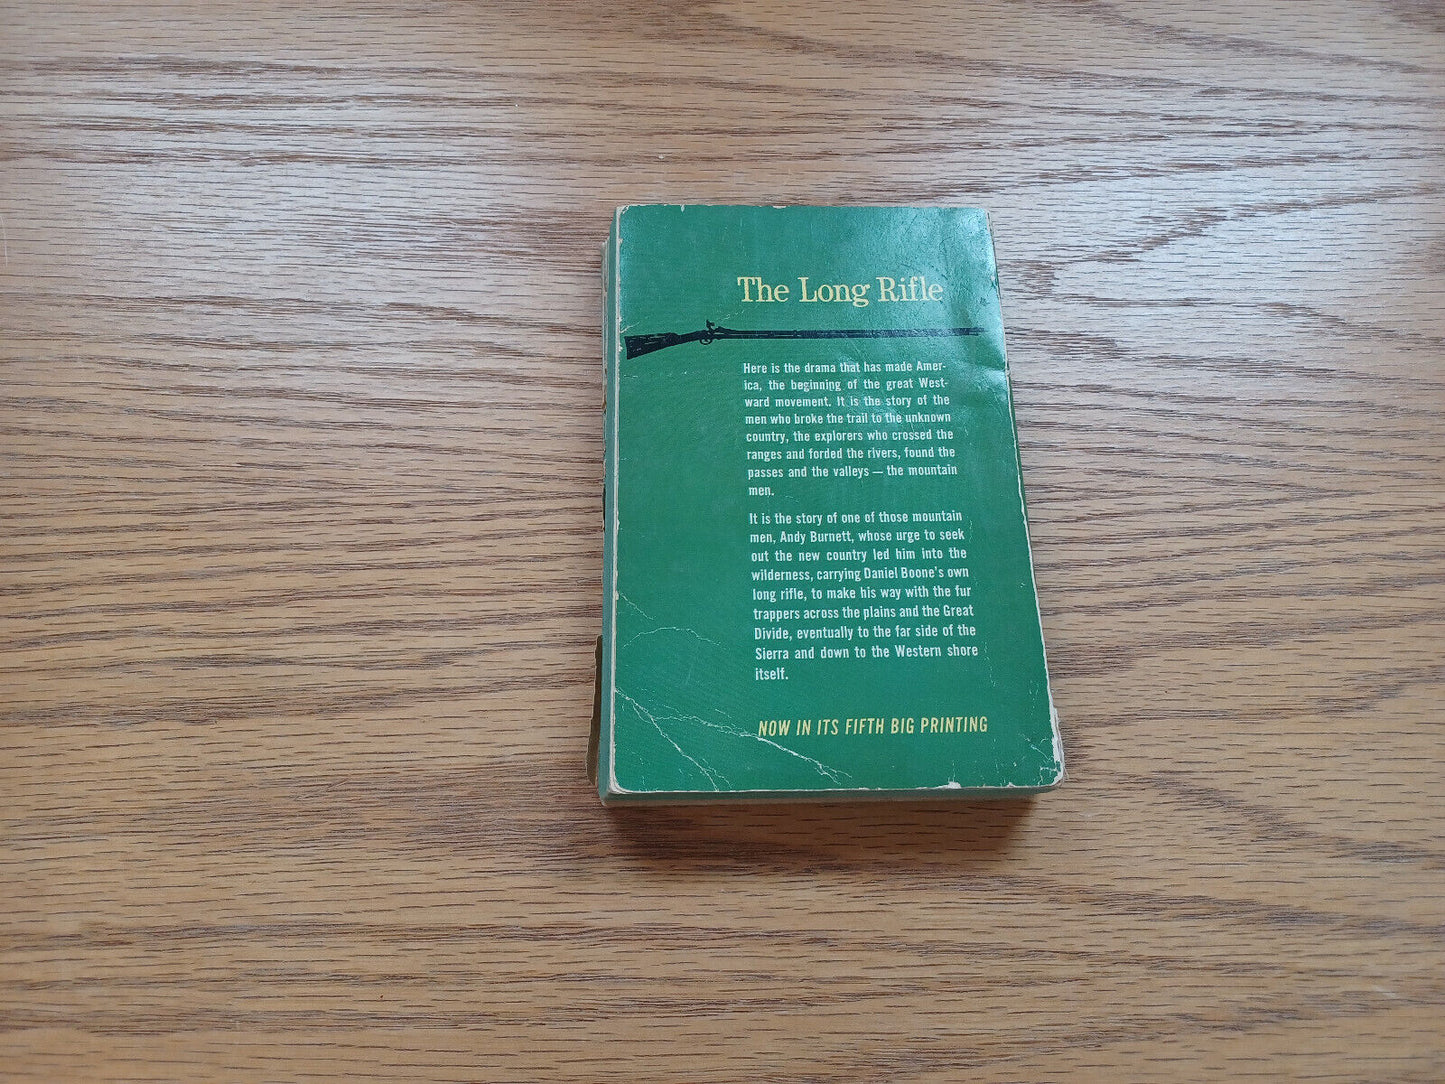 The Long Rifle
Here is the drama that has made Amer-
ica, the beginning of the great West-
ward movement. It is the story of the
men who broke the trail to the unknown
country, the explorers who crossed the
ranges and forded the rivers, found the
passes and the valleys — the mountain
men.
It is the story of one of those mountain
men, Andy Burnett, whose urge to seek
out the new country led him into the
wilderness, carrying Daniel Boone's own
long rifle, to make his way with the fur
trappers across the plains and the Great
Divide, eventually to the far side of the
Sierra and down to the Western shore
itself.
NOW IN ITS FIFTH BIG PRINTING